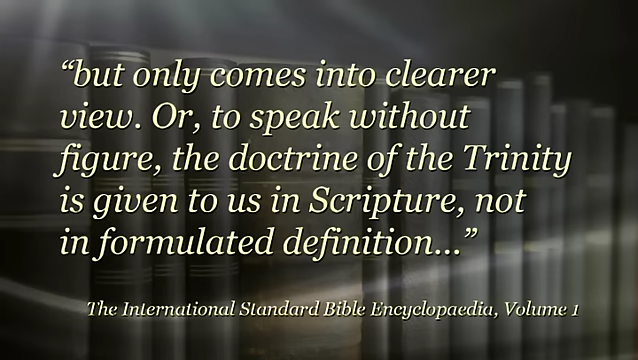 “but only comes into clearer
view. Or, to speak without
figure, the doctrine of the Trinity
is given to us in Scripture, not
in formulated definition...”
The International Standard Bible Encyclopaedia, Volume 1